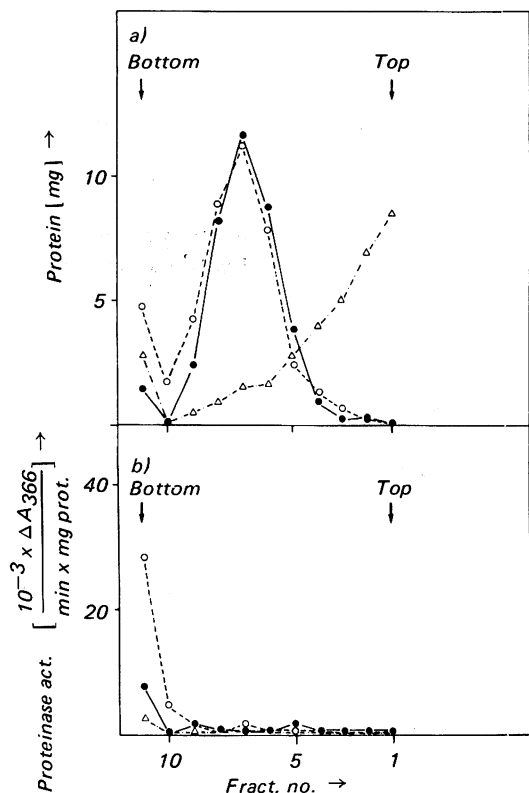 a)
Bottom
Top
Protein [mg] →
10
5
b)
Bottom
Top
Proteinase act. [10⁻³ x ΔA366 / min x mg prot.] →
40
20
10
5
1
Fract. no. →